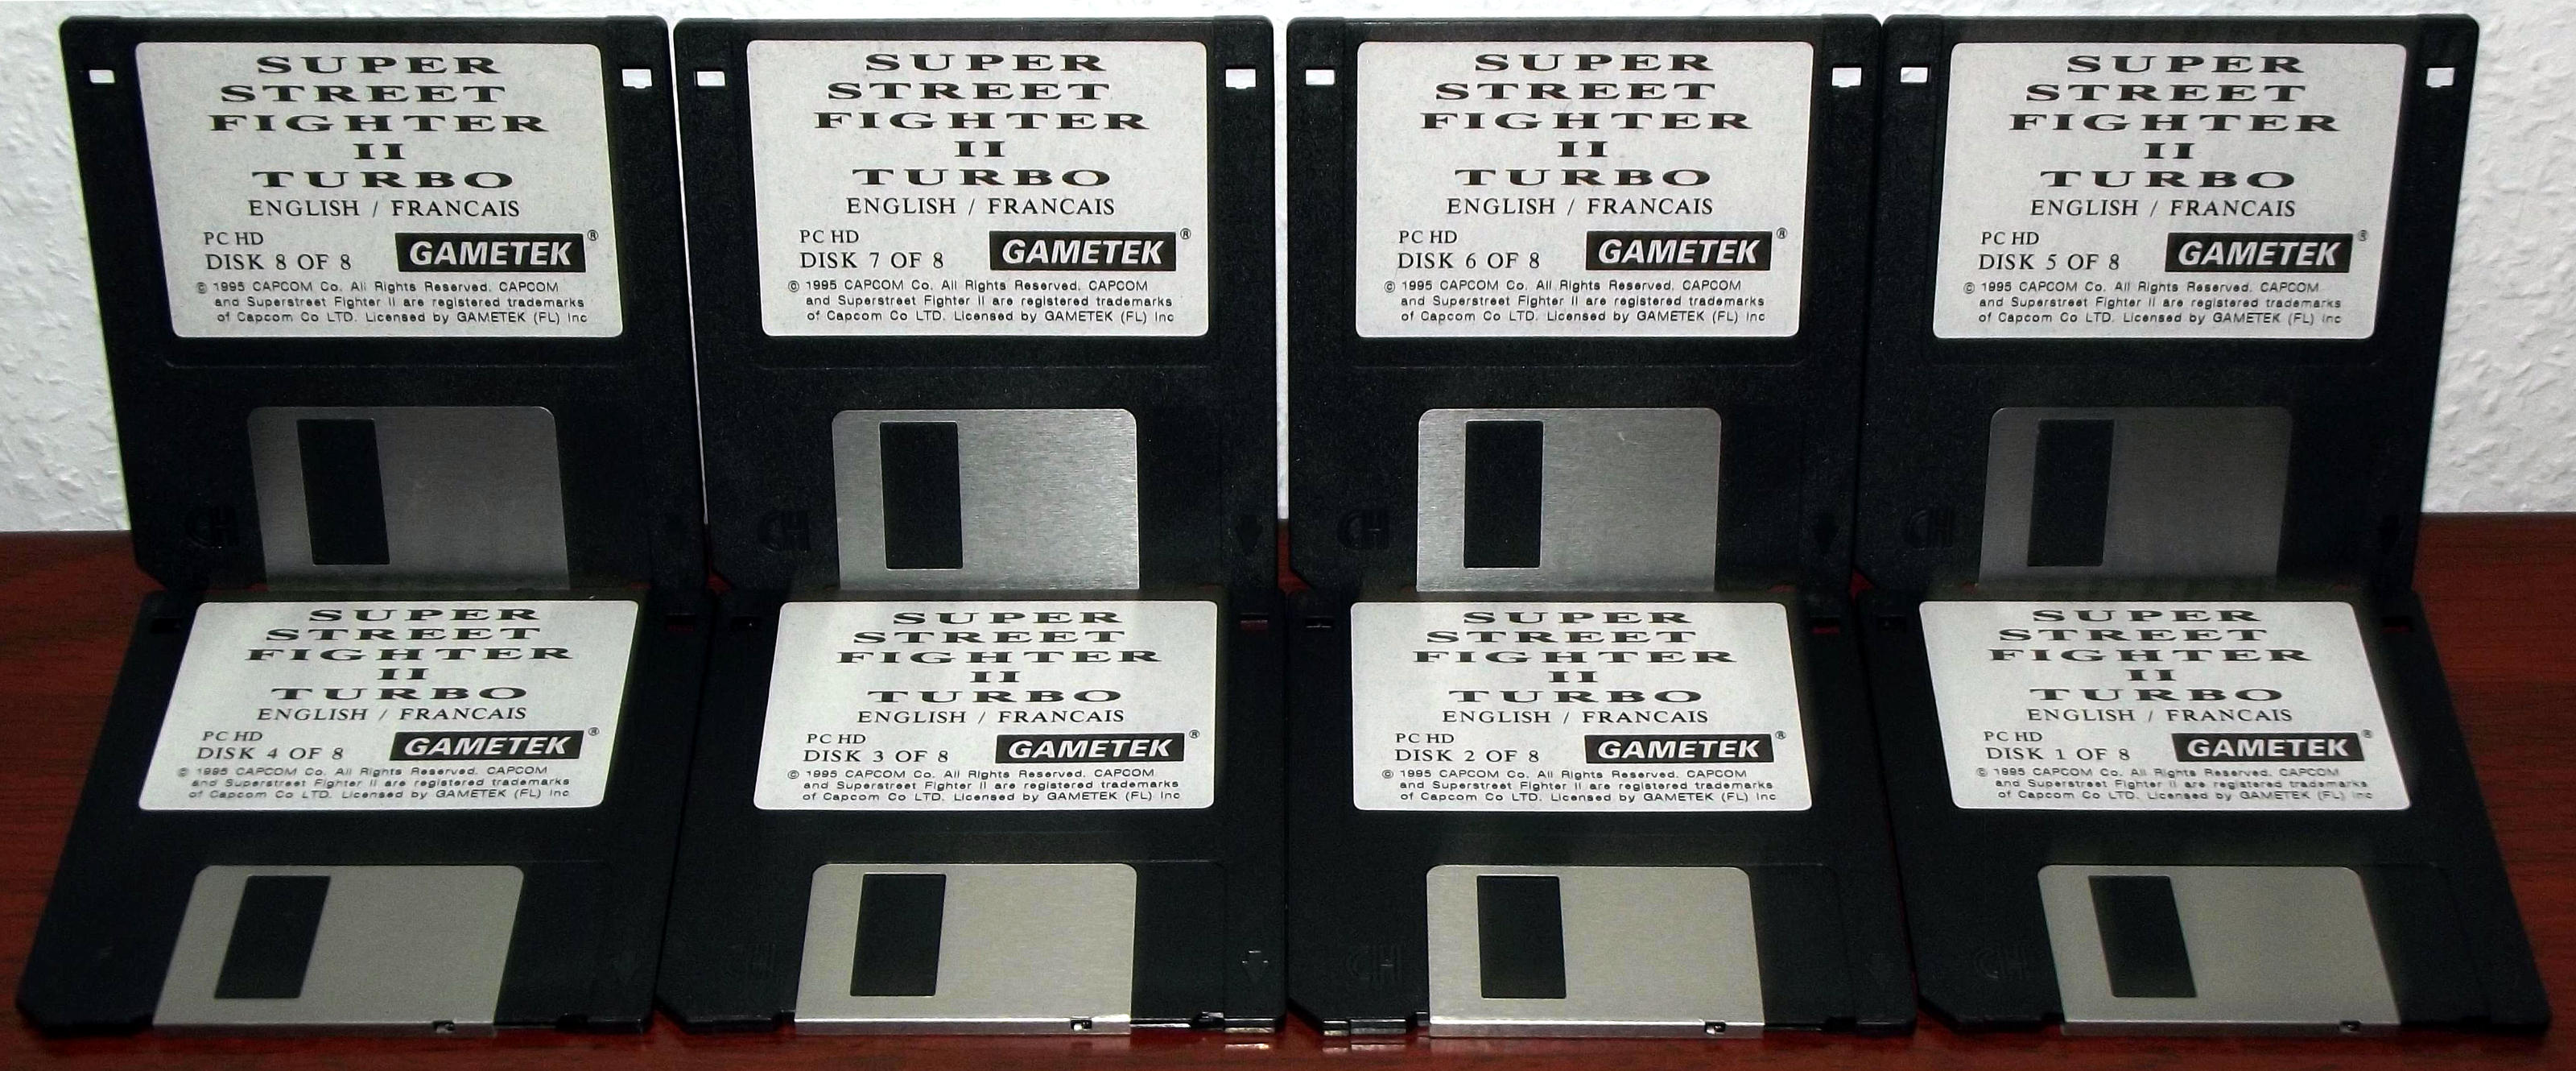 SUPER
STREET
FIGHTER
II
TURBO
ENGLISH / FRANCAIS
PC HD
DISK 8 OF 8
GAMETEK®
© 1995 CAPCOM Co. All Rights Reserved. CAPCOM
and Superstreet Fighter II are registered trademarks
of Capcom Co LTD. Licensed by GAMETEK (FL) Inc
CH
SUPER
STREET
FIGHTER
II
TURBO
ENGLISH / FRANCAIS
PC HD
DISK 7 OF 8
GAMETEK®
© 1995 CAPCOM Co. All Rights Reserved. CAPCOM
and Superstreet Fighter II are registered trademarks
of Capcom Co LTD. Licensed by GAMETEK (FL) Inc
CH
SUPER
STREET
FIGHTER
II
TURBO
ENGLISH / FRANCAIS
PC HD
DISK 6 OF 8
GAMETEK®
© 1995 CAPCOM Co. All Rights Reserved. CAPCOM
and Superstreet Fighter II are registered trademarks
of Capcom Co LTD. Licensed by GAMETEK (FL) Inc
CH
SUPER
STREET
FIGHTER
II
TURBO
ENGLISH / FRANCAIS
PC HD
DISK 5 OF 8
GAMETEK®
© 1995 CAPCOM Co. All Rights Reserved. CAPCOM
and Superstreet Fighter II are registered trademarks
of Capcom Co LTD. Licensed by GAMETEK (FL) Inc
CH
SUPER
STREET
FIGHTER
II
TURBO
ENGLISH / FRANCAIS
PC HD
DISK 4 OF 8
GAMETEK®
© 1995 CAPCOM Co. All Rights Reserved. CAPCOM
and Superstreet Fighter II are registered trademarks
of Capcom Co LTD. Licensed by GAMETEK (FL) Inc
SUPER
STREET
FIGHTER
II
TURBO
ENGLISH / FRANCAIS
PC HD
DISK 3 OF 8
GAMETEK®
© 1995 CAPCOM Co. All Rights Reserved. CAPCOM
and Superstreet Fighter II are registered trademarks
of Capcom Co LTD. Licensed by GAMETEK (FL) Inc
CH
SUPER
STREET
FIGHTER
II
TURBO
ENGLISH / FRANCAIS
PC HD
DISK 2 OF 8
GAMETEK®
© 1995 CAPCOM Co. All Rights Reserved. CAPCOM
and Superstreet Fighter II are registered trademarks
of Capcom Co LTD. Licensed by GAMETEK (FL) Inc
CH
SUPER
STREET
FIGHTER
II
TURBO
ENGLISH / FRANCAIS
PC HD
DISK 1 OF 8
GAMETEK®
© 1995 CAPCOM Co. All Rights Reserved. CAPCOM
and Superstreet Fighter II are registered trademarks
of Capcom Co LTD. Licensed by GAMETEK (FL) Inc
CH